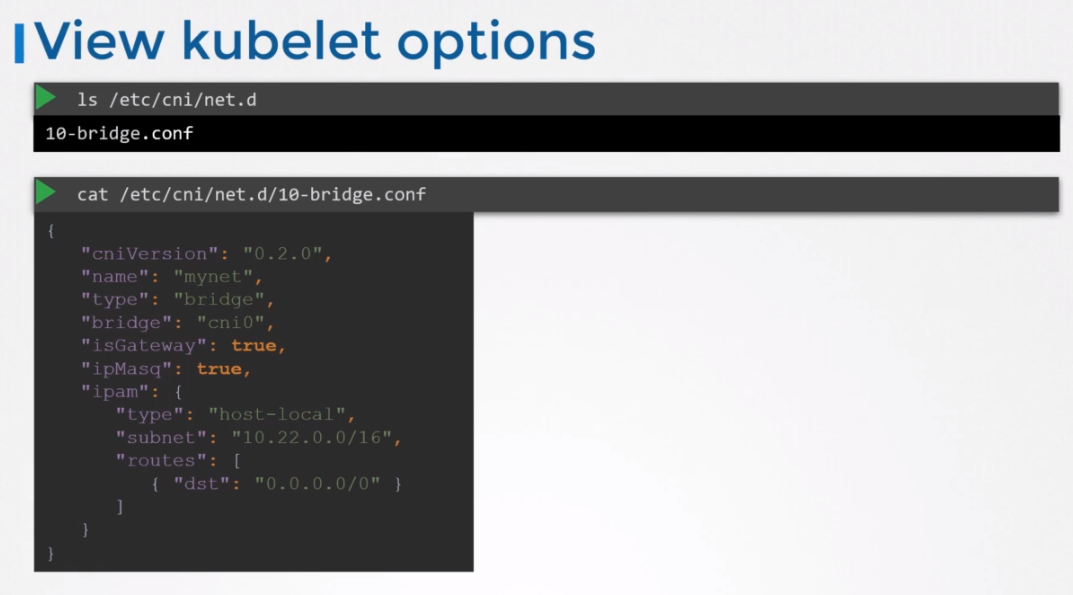 View kubelet options
ls /etc/cni/net.d
10-bridge.conf
cat /etc/cni/net.d/10-bridge.conf
{
    "cniVersion": "0.2.0",
    "name": "mynet",
    "type": "bridge",
    "bridge": "cni0",
    "isGateway": true,
    "ipMasq": true,
    "ipam": {
        "type": "host-local",
        "subnet": "10.22.0.0/16",
        "routes": [
            { "dst": "0.0.0.0/0" }
        ]
    }
}